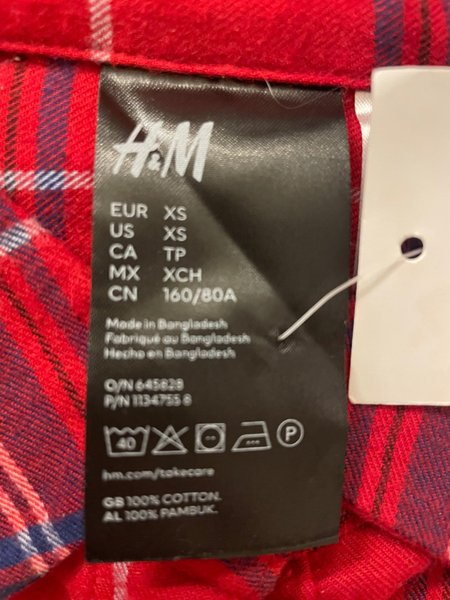 H&M
EUR XS
US XS
CA TP
MX XCH
CN 160/80A
Made in Bangladesh
Fabriqué au Bangladesh
Hecho en Bangladesh
O/N 645828
P/N 1134755 8
40
P
hm.com/takecare
GB 100% COTTON.
AL 100% PAMBUK.